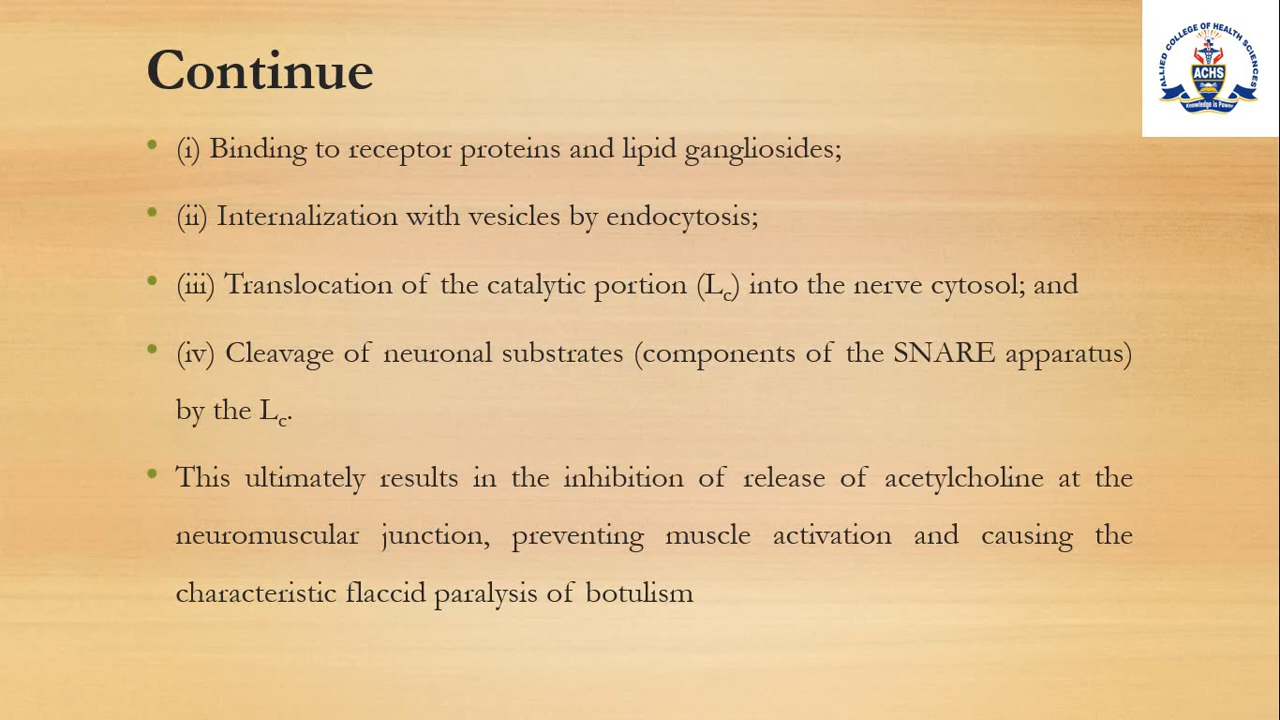 Continue
ALLIED COLLEGE OF HEALTH SCIENCES
ACHS
Knowledge is Power
• (i) Binding to receptor proteins and lipid gangliosides;
• (ii) Internalization with vesicles by endocytosis;
• (iii) Translocation of the catalytic portion (Lc) into the nerve cytosol; and
• (iv) Cleavage of neuronal substrates (components of the SNARE apparatus)
by the Lc.
• This ultimately results in the inhibition of release of acetylcholine at the
neuromuscular junction, preventing muscle activation and causing the
characteristic flaccid paralysis of botulism